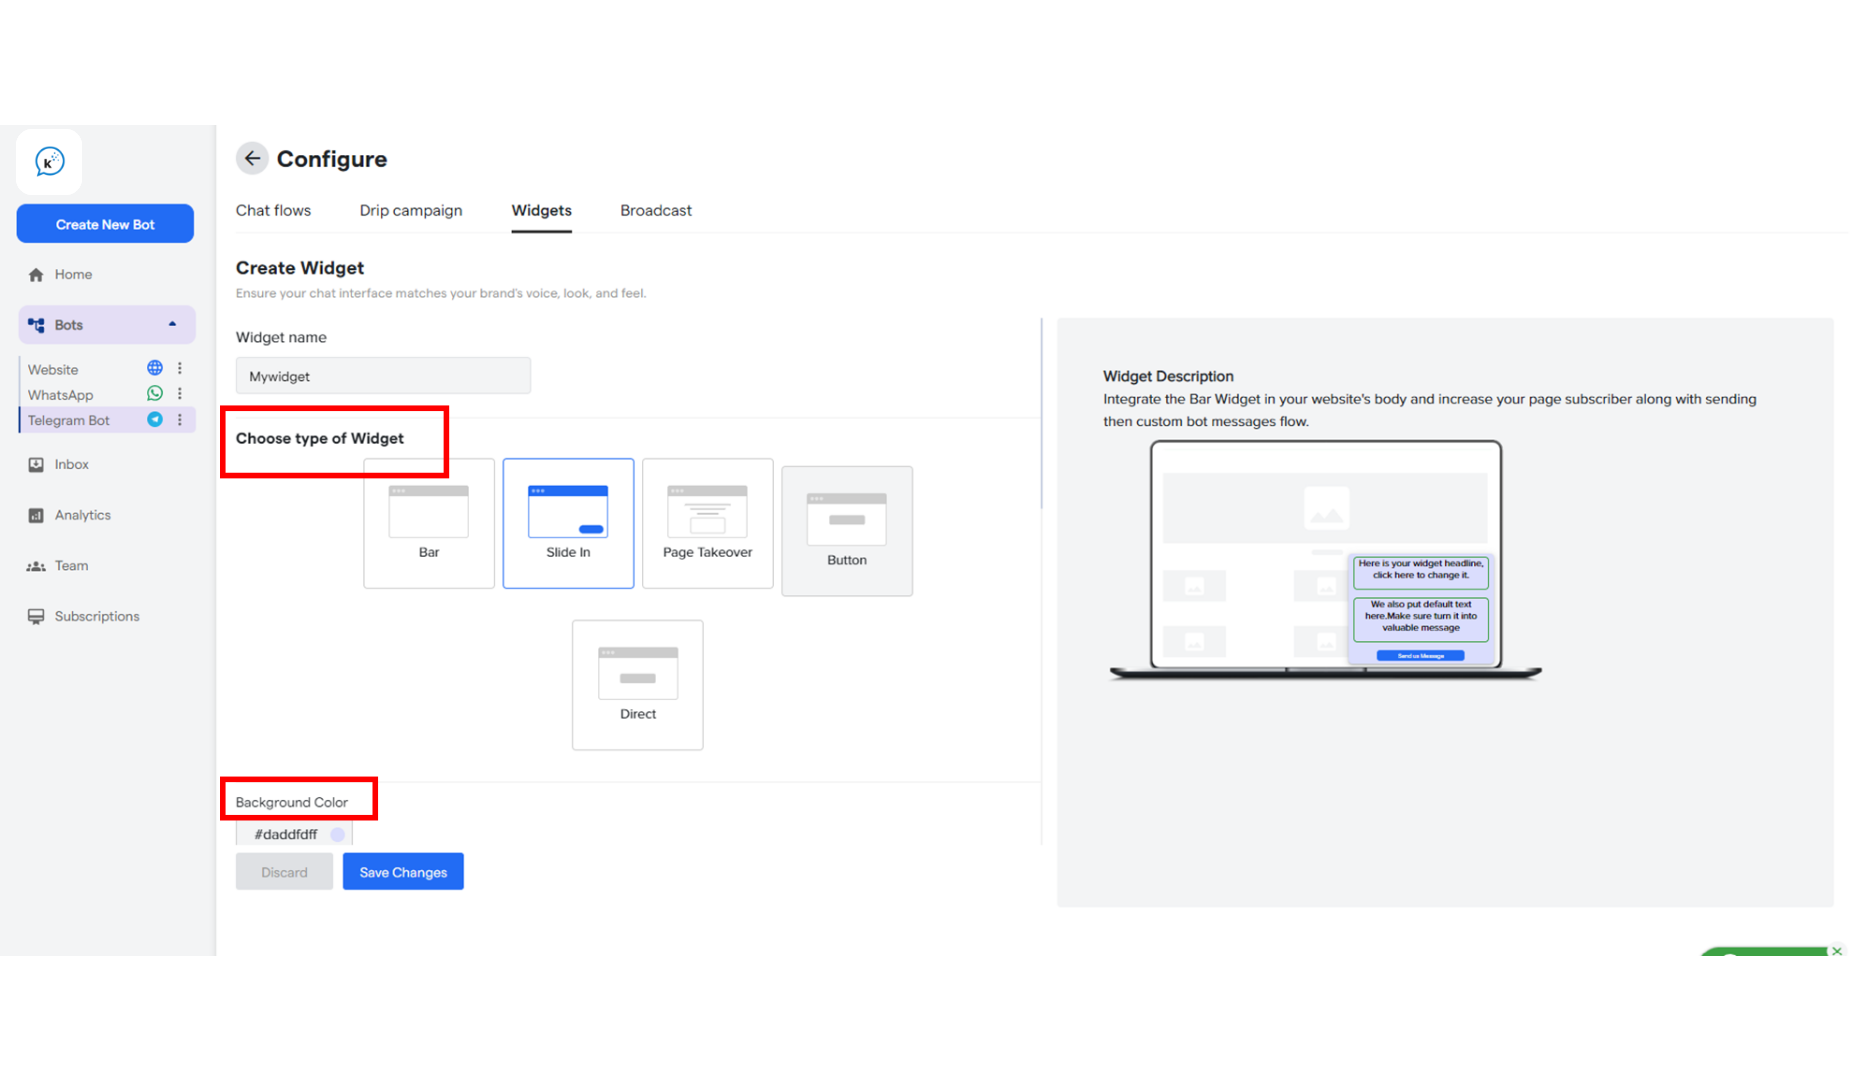 K
Create New Bot
Home
Bots
Website
WhatsApp
Telegram Bot
Inbox
Analytics
Team
Subscriptions
Configure
Chat flows
Drip campaign
Widgets
Broadcast
Create Widget
Ensure your chat interface matches your brand's voice, look, and feel.
Widget name
Mywidget
Choose type of Widget
Bar
Slide In
Page Takeover
Button
Direct
Background Color
#daddfdff
Discard
Save Changes
Widget Description
Integrate the Bar Widget in your website's body and increase your page subscriber along with sending
then custom bot messages flow.
Here is your widget headline,
click here to change it.
We also put default text
here.Make sure turn it into
valuable message
Send us Message